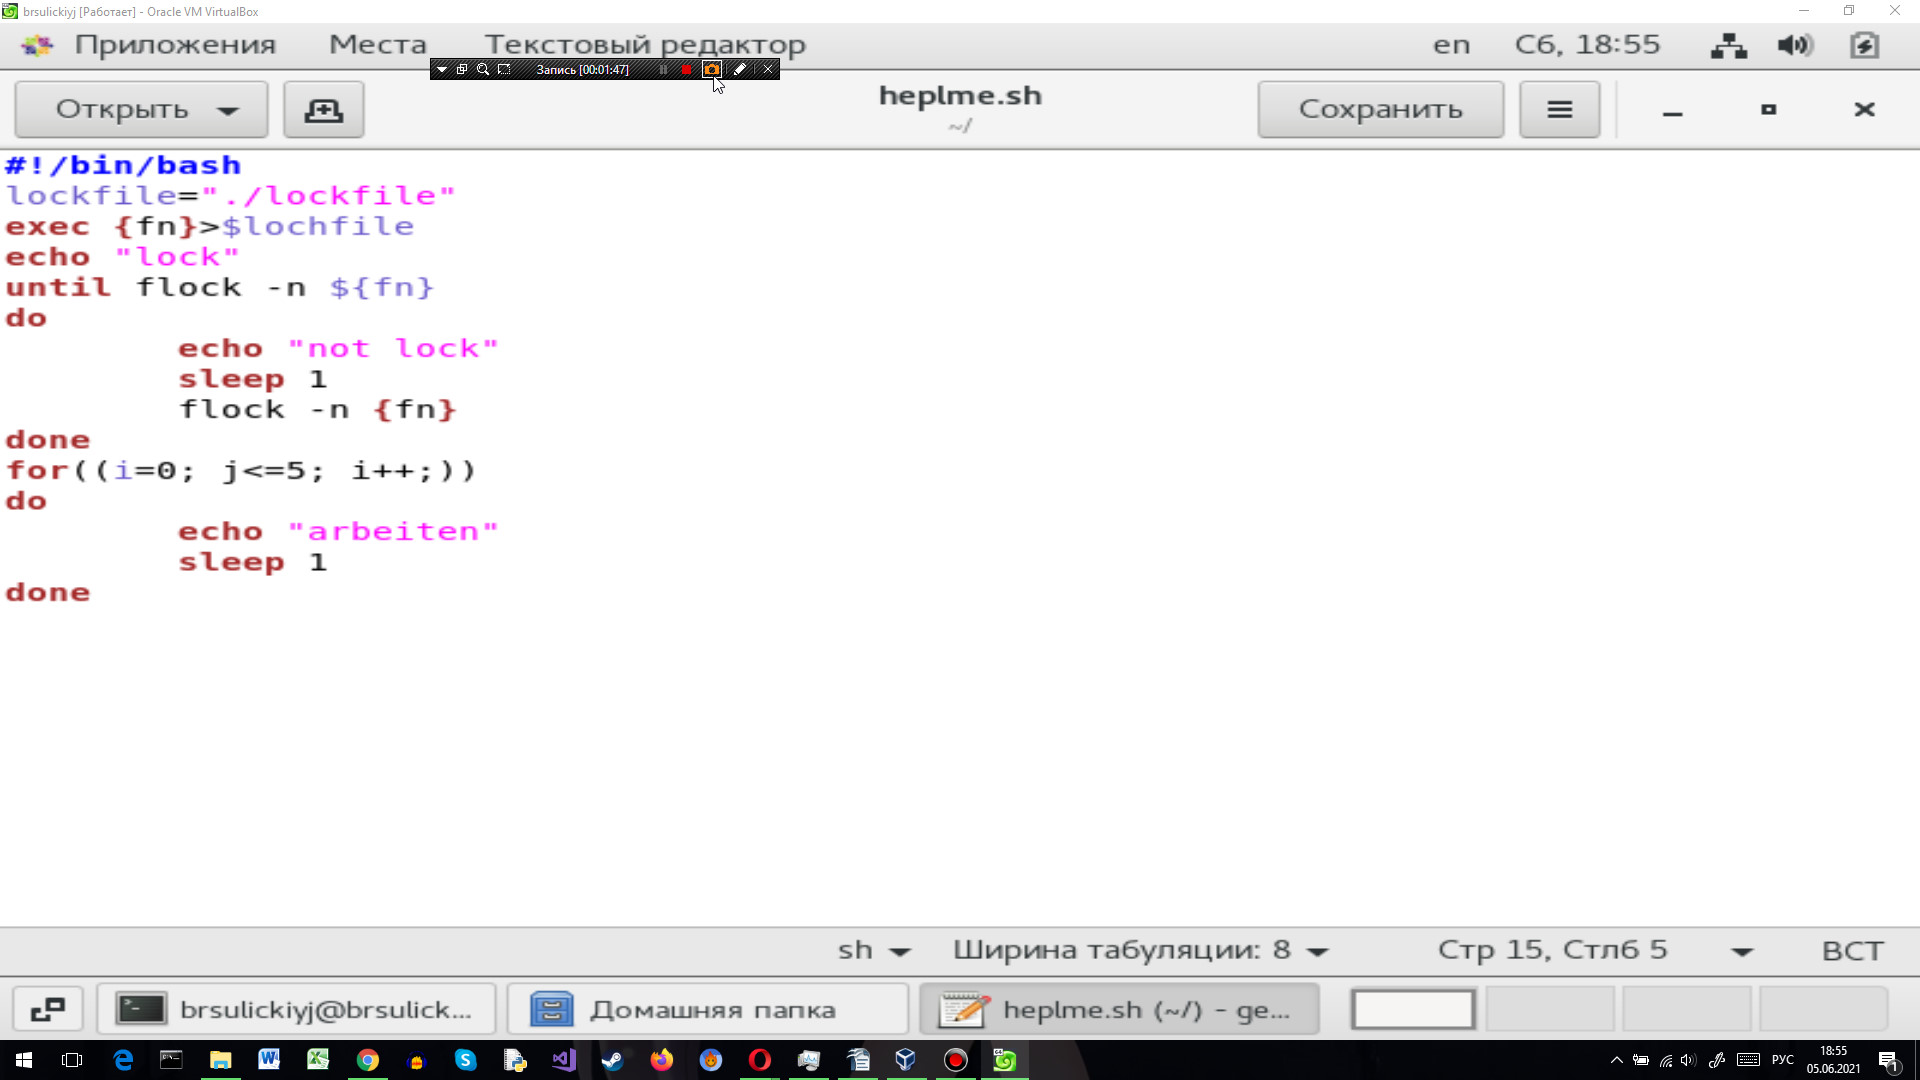 brsulickiyj [Работает] - Oracle VM VirtualBox
Приложения Места Текстовый редактор en Сб, 18:55
Запись [00:01:47]
Открыть heplme.sh Сохранить
~/
#!/bin/bash
lockfile="./lockfile"
exec {fn}>$lochfile
echo "lock"
until flock -n ${fn}
do
echo "not lock"
sleep 1
flock -n {fn}
done
for((i=0; j<=5; i++;))
do
echo "arbeiten"
sleep 1
done
sh Ширина табуляции: 8 Стр 15, Стлб 5 ВСТ
brsulickiyj@brsulick... Домашняя папка heplme.sh (~/) - ge...
РУС 18:55
05.06.2021
1